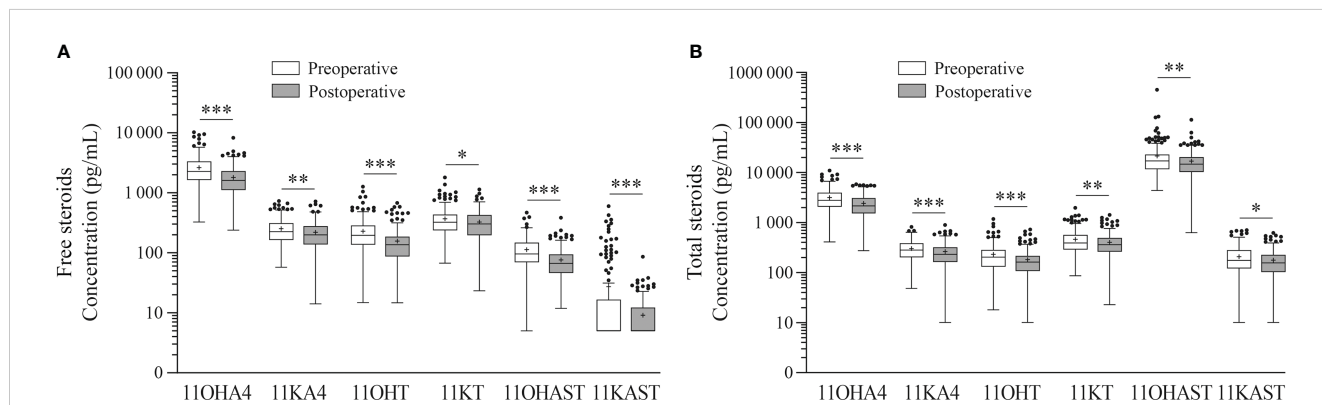 A
Free steroids
Concentration (pg/mL)
100 000
10 000
1 000
100
10
0
Preoperative
Postoperative
***
**
***
*
***
***
11OHA4
11KA4
11OHT
11KT
11OHAST
11KAST
B
Total steroids
Concentration (pg/mL)
1000 000
100 000
10 000
1 000
100
10
0
Preoperative
Postoperative
***
***
***
**
**
*
11OHA4
11KA4
11OHT
11KT
11OHAST
11KAST